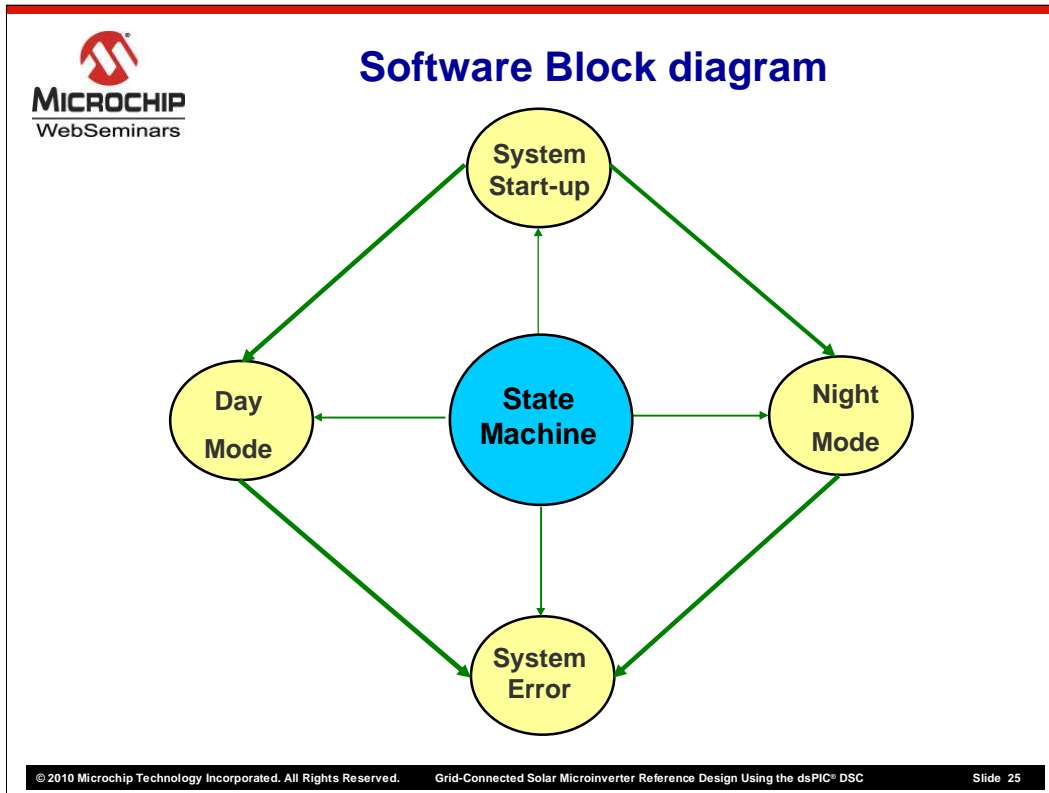 MICROCHIP
WebSeminars
Software Block diagram
System
Start-up
Day
Mode
State
Machine
Night
Mode
System
Error
© 2010 Microchip Technology Incorporated. All Rights Reserved. Grid-Connected Solar Microinverter Reference Design Using the dsPIC® DSC Slide 25